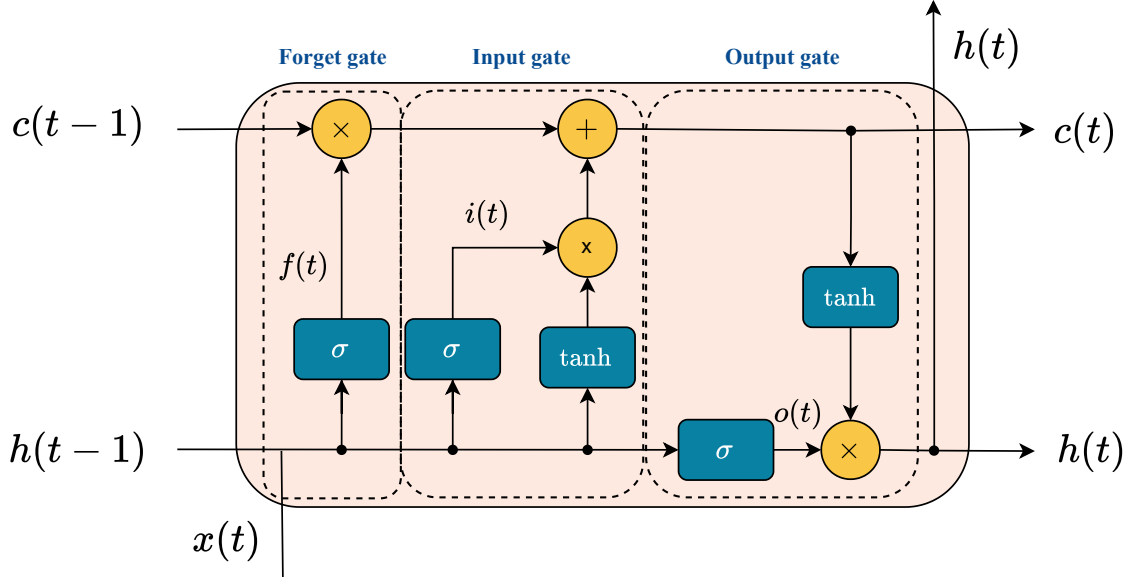 h(t)
Forget gate Input gate Output gate
c(t − 1) × + c(t)
i(t)
f(t) x
tanh
σ σ tanh
o(t)
h(t − 1) σ × h(t)
x(t)